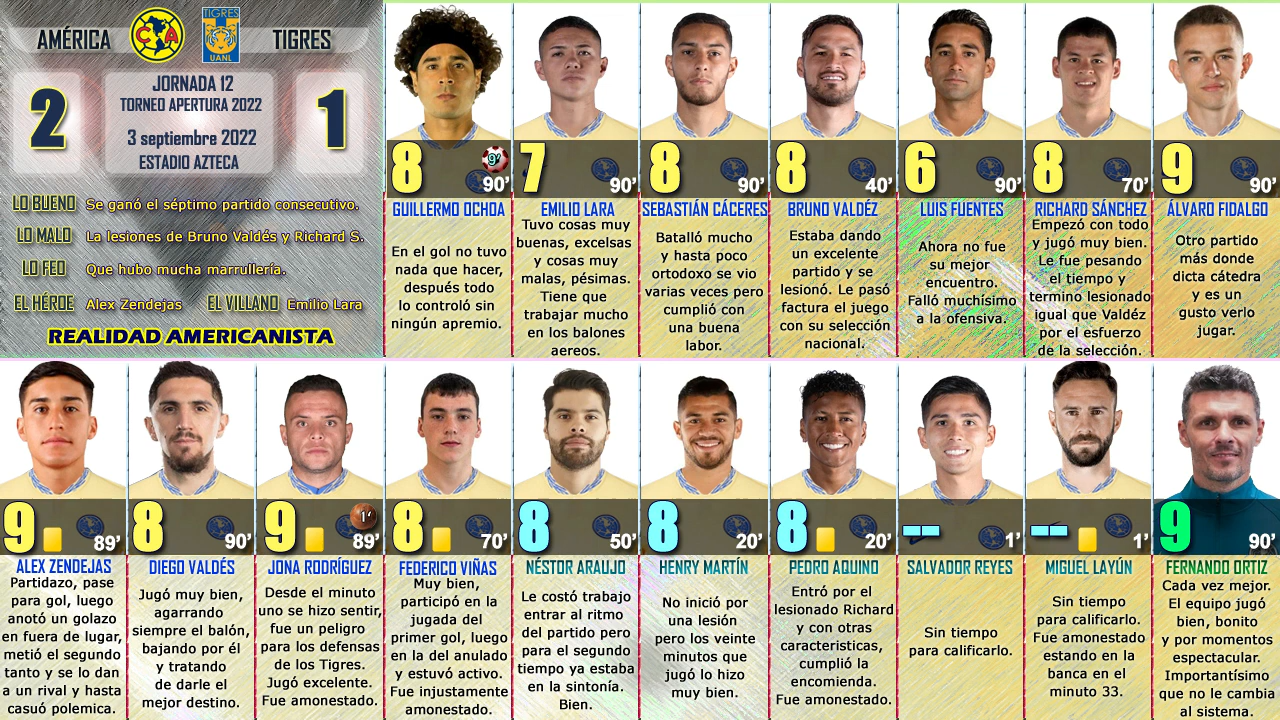 AMÉRICA
CA
TIGRES
UANL
TIGRES
2
JORNADA 12
TORNEO APERTURA 2022
3 septiembre 2022
ESTADIO AZTECA
1
LO BUENO Se ganó el séptimo partido consecutivo.
LO MALO La lesiones de Bruno Valdés y Richard S.
LO FEO Que hubo mucha marrullería.
EL HÉROE Alex Zendejas EL VILLANO Emilio Lara
REALIDAD AMERICANISTA
8
9'
90'
GUILLERMO OCHOA
En el gol no tuvo
nada que hacer,
después todo
lo controló sin
ningún apremio.
7
90'
EMILIO LARA
Tuvo cosas muy
buenas, excelsas
y cosas muy
malas, pésimas.
Tiene que
trabajar mucho
en los balones
aereos.
8
90'
SEBASTIÁN CÁCERES
Batalló mucho
y hasta poco
ortodoxo se vio
varias veces pero
cumplió con
una buena
labor.
8
40'
BRUNO VALDÉZ
Estaba dando
un excelente
partido y se
lesionó. Le pasó
factura el juego
con su selección
nacional.
6
90'
LUIS FUENTES
Ahora no fue
su mejor
encuentro.
Falló muchísimo
a la ofensiva.
8
70'
RICHARD SÁNCHEZ
Empezó con todo
y jugó muy bien.
Le fue pesando
el tiempo y
termino lesionado
igual que Valdéz
por el esfuerzo
de la selección.
9
90'
ÁLVARO FIDALGO
Otro partido
más donde
dicta cátedra
y es un
gusto verlo
jugar.
9
89'
ALEX ZENDEJAS
Partidazo, pase
para gol, luego
anotó un golazo
en fuera de lugar,
metió el segundo
tanto y se lo dan
a un rival y hasta
casuó polemica.
8
90'
DIEGO VALDÉS
Jugó muy bien,
agarrando
siempre el balón,
bajando por él
y tratando
de darle el
mejor destino.
9
1'
89'
JONA RODRÍGUEZ
Desde el minuto
uno se hizo sentir,
fue un peligro
para los defensas
de los Tigres.
Jugó excelente.
Fue amonestado.
8
70'
FEDERICO VIÑAS
Muy bien,
participó en la
jugada del
primer gol, luego
en la del anulado
y estuvó activo.
Fue injustamente
amonestado.
8
50'
NÉSTOR ARAUJO
Le costó trabajo
entrar al ritmo
del partido pero
para el segundo
tiempo ya estaba
en la sintonía.
Bien.
8
20'
HENRY MARTÍN
No inició por
una lesión
pero los veinte
minutos que
jugó lo hizo
muy bien.
8
20'
PEDRO AQUINO
Entró por el
lesionado Richard
y con otras
caracteristicas,
cumplió la
encomienda.
Fue amonestado.
--
1'
SALVADOR REYES
Sin tiempo
para calificarlo.
--
1'
MIGUEL LAYÚN
Sin tiempo
para calificarlo.
Fue amonestado
estando en la
banca en el
minuto 33.
9
90'
FERNANDO ORTIZ
Cada vez mejor.
El equipo jugó
bien, bonito
y por momentos
espectacular.
Importantísimo
que no le cambia
al sistema.